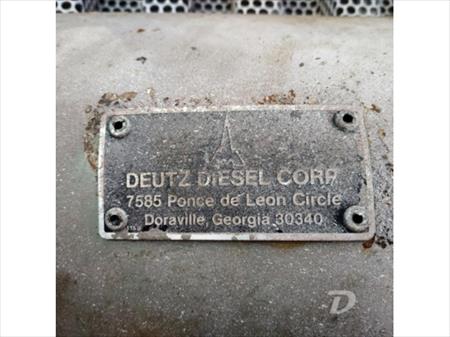 DEUTZ DIESEL CORP.
7585 Ponce de Leon Circle
Doraville, Georgia 30340
D